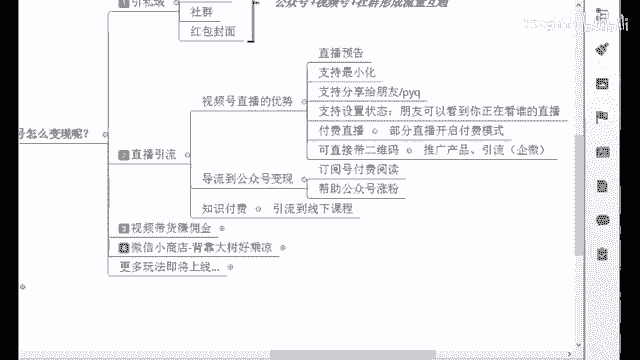 社群
红包封面
公众号+视频号+社群形成流量互通
直播预告
支持最小化
支持分享给朋友/pyq
视频号直播的优势
支持设置状态：朋友可以看到你正在看谁的直播
付费直播
部分直播开启付费模式
号怎么变现呢？
2 直播引流
可直接带二维码
推广产品、引流（企微）
订阅号付费阅读
导流到公众号变现
帮助公众号涨粉
知识付费
引流到线下课程
3 视频带货赚佣金
微信小商店-背靠大树好乘凉
更多玩法即将上线...